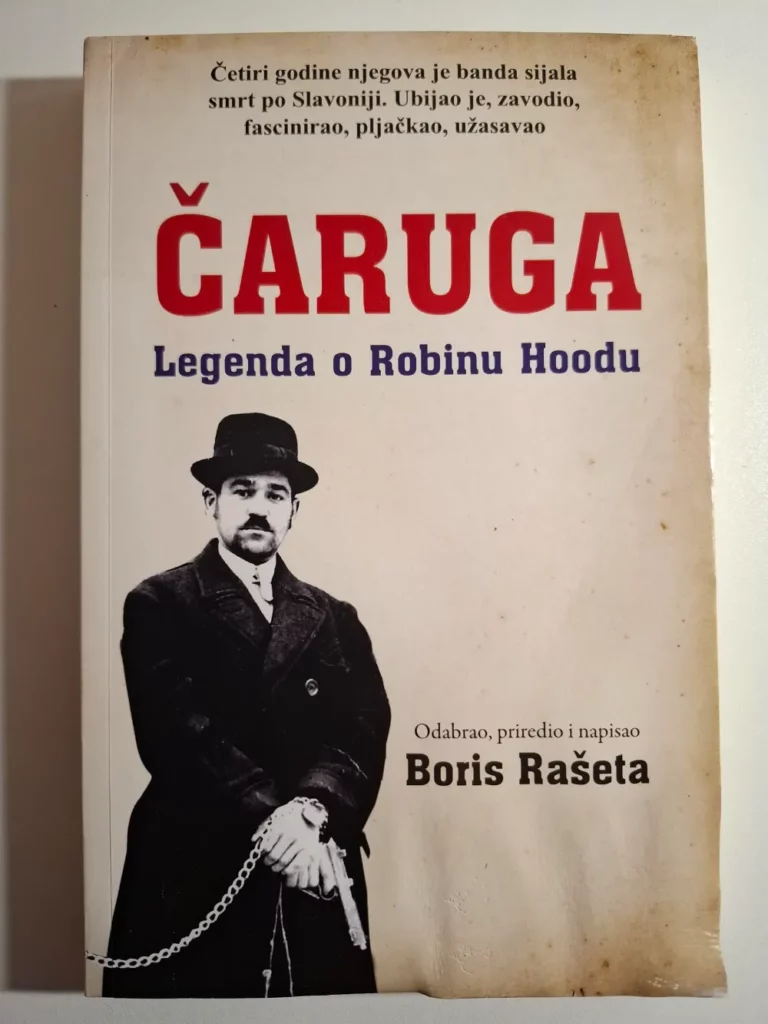 Četiri godine njegova je banda sijala
smrt po Slavoniji. Ubijao je, zavodio,
fascinirao, pljačkao, užasavao
ČARUGA
Legenda o Robinu Hoodu
Odabrao, priredio i napisao
Boris Rašeta